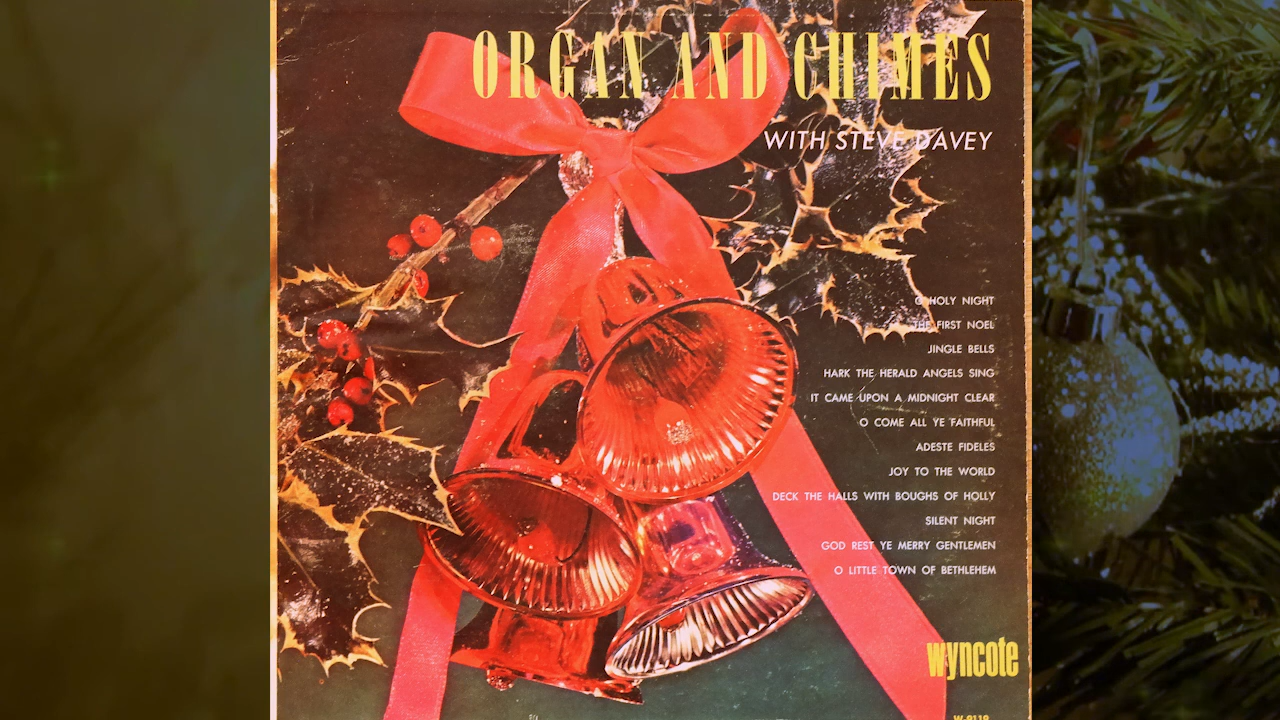 ORGAN AND CHIMES
WITH STEVE DAVEY
O HOLY NIGHT
THE FIRST NOEL
JINGLE BELLS
HARK THE HERALD ANGELS SING
IT CAME UPON A MIDNIGHT CLEAR
O COME ALL YE FAITHFUL
ADESTE FIDELES
JOY TO THE WORLD
DECK THE HALLS WITH BOUGHS OF HOLLY
SILENT NIGHT
GOD REST YE MERRY GENTLEMEN
O LITTLE TOWN OF BETHLEHEM
wyncote